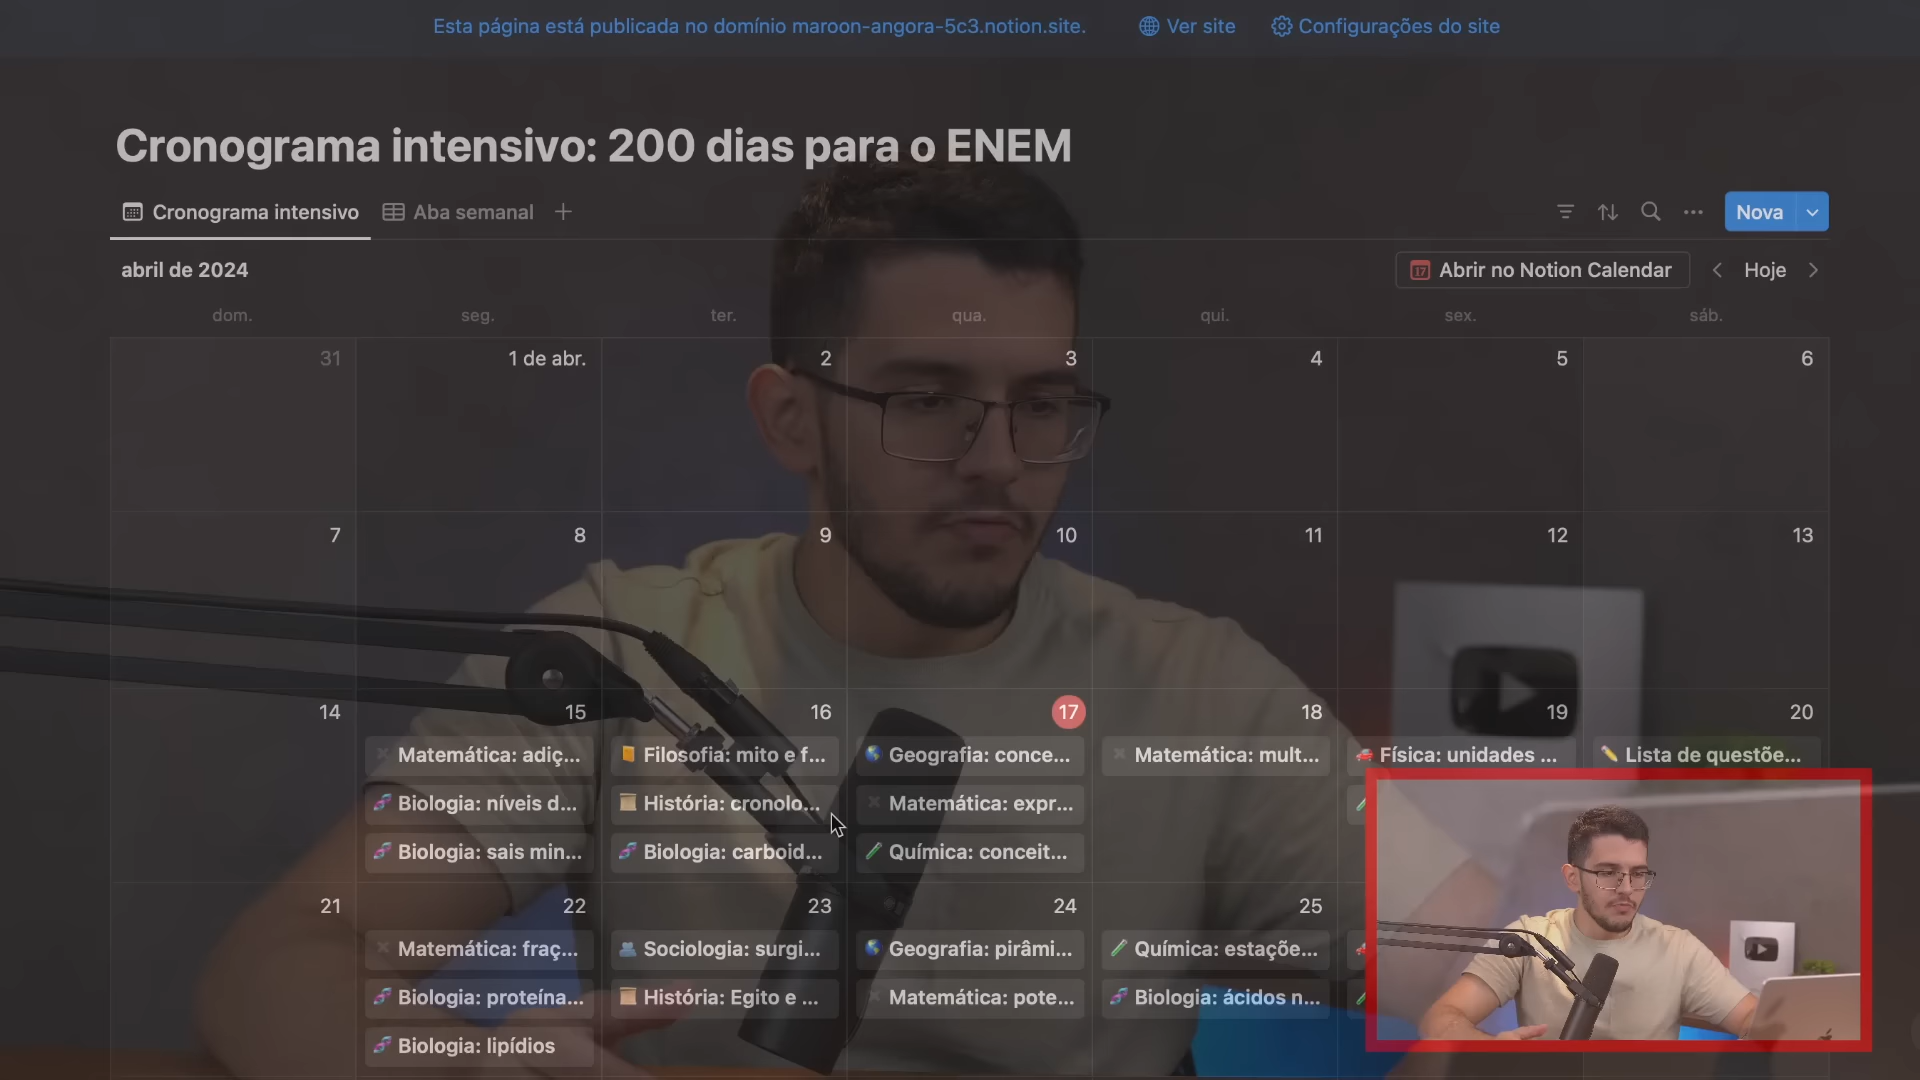 Esta página está publicada no domínio maroon-angora-5c3.notion.site. Ver site Configurações do site
Cronograma intensivo: 200 dias para o ENEM
Cronograma intensivo Aba semanal Nova
abril de 2024 17 Abrir no Notion Calendar Hoje
dom. seg. ter. qua. qui. sex. sáb.
31 1 de abr. 2 3 4 5 6
7 8 9 10 11 12 13
14 15 16 17 18 19 20
Matemática: adiç... Filosofia: mito e f... Geografia: conce... Matemática: mult... Física: unidades ... Lista de questõe...
Biologia: níveis d... História: cronolo... Matemática: expr...
Biologia: sais min... Biologia: carboid... Química: conceit...
21 22 23 24 25
Matemática: fraç... Sociologia: surgi... Geografia: pirâmi... Química: estaçõe...
Biologia: proteína... História: Egito e ... Matemática: pote... Biologia: ácidos n...
Biologia: lipídios